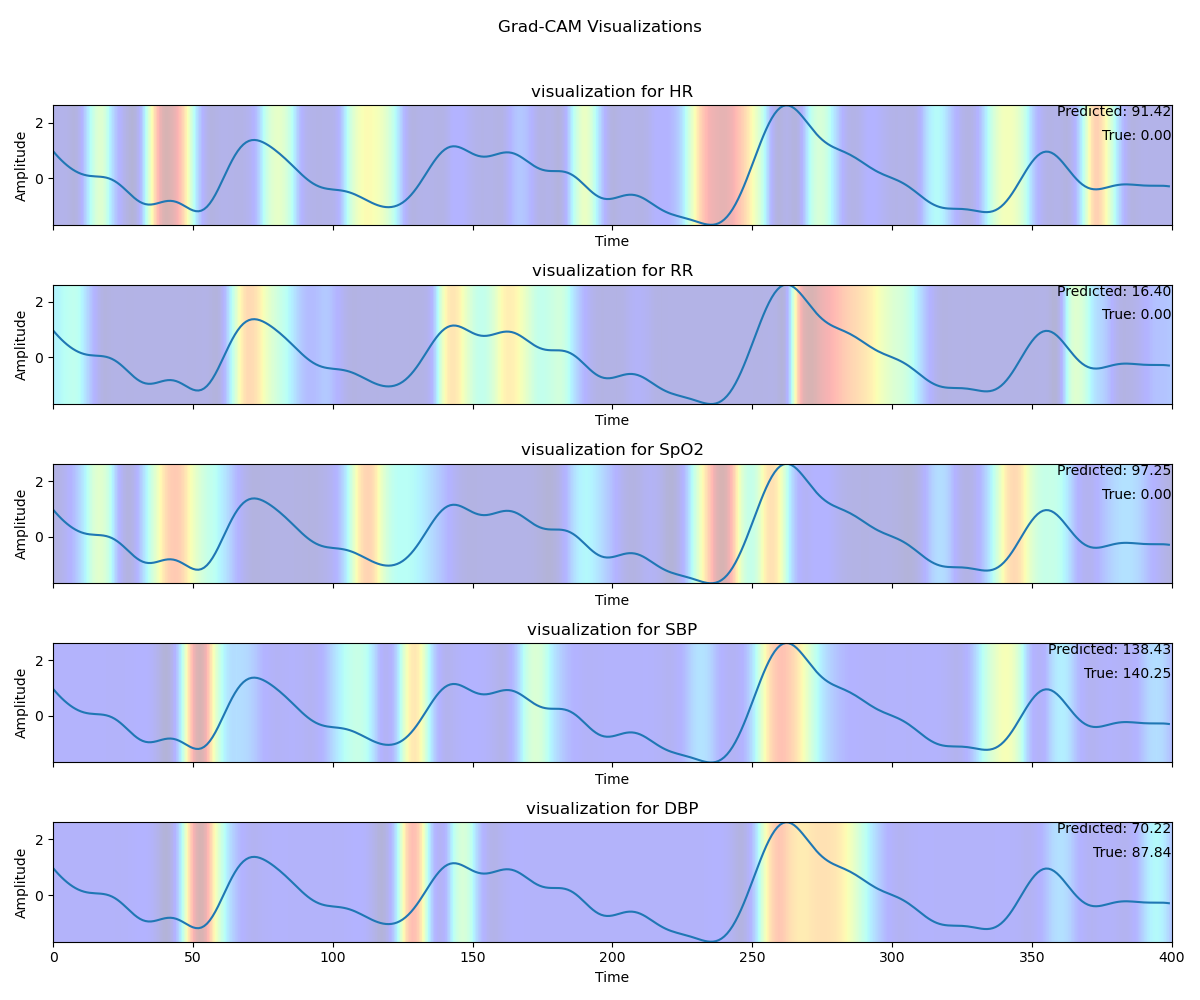 Grad-CAM Visualizations
visualization for HR
Predicted: 91.42
True: 0.00
2
0
Amplitude
Time
visualization for RR
Predicted: 16.40
True: 0.00
2
0
Amplitude
Time
visualization for SpO2
Predicted: 97.25
True: 0.00
2
0
Amplitude
Time
visualization for SBP
Predicted: 138.43
True: 140.25
2
0
Amplitude
Time
visualization for DBP
Predicted: 70.22
True: 87.84
2
0
Amplitude
0 50 100 150 200 250 300 350 400
Time